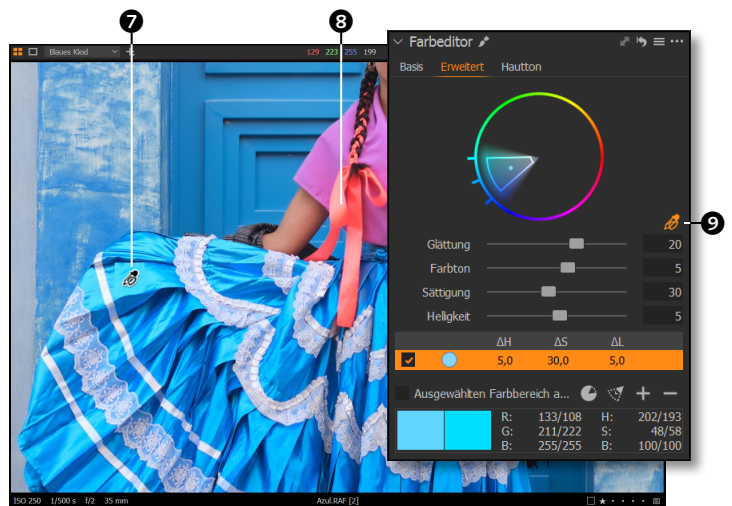 7
8
Blaues Kleid
129 223 255 199
Farbeditor
Basis Erweitert Hautton
9
Glättung 20
Farbton 5
Sättigung 30
Helligkeit 5
ΔH ΔS ΔL
5,0 30,0 5,0
Ausgewählten Farbbereich a...
R: 133/108 H: 202/193
G: 211/222 S: 48/58
B: 255/255 B: 100/100
ISO 250 1/500 s f/2 35 mm Azul.RAF [2]